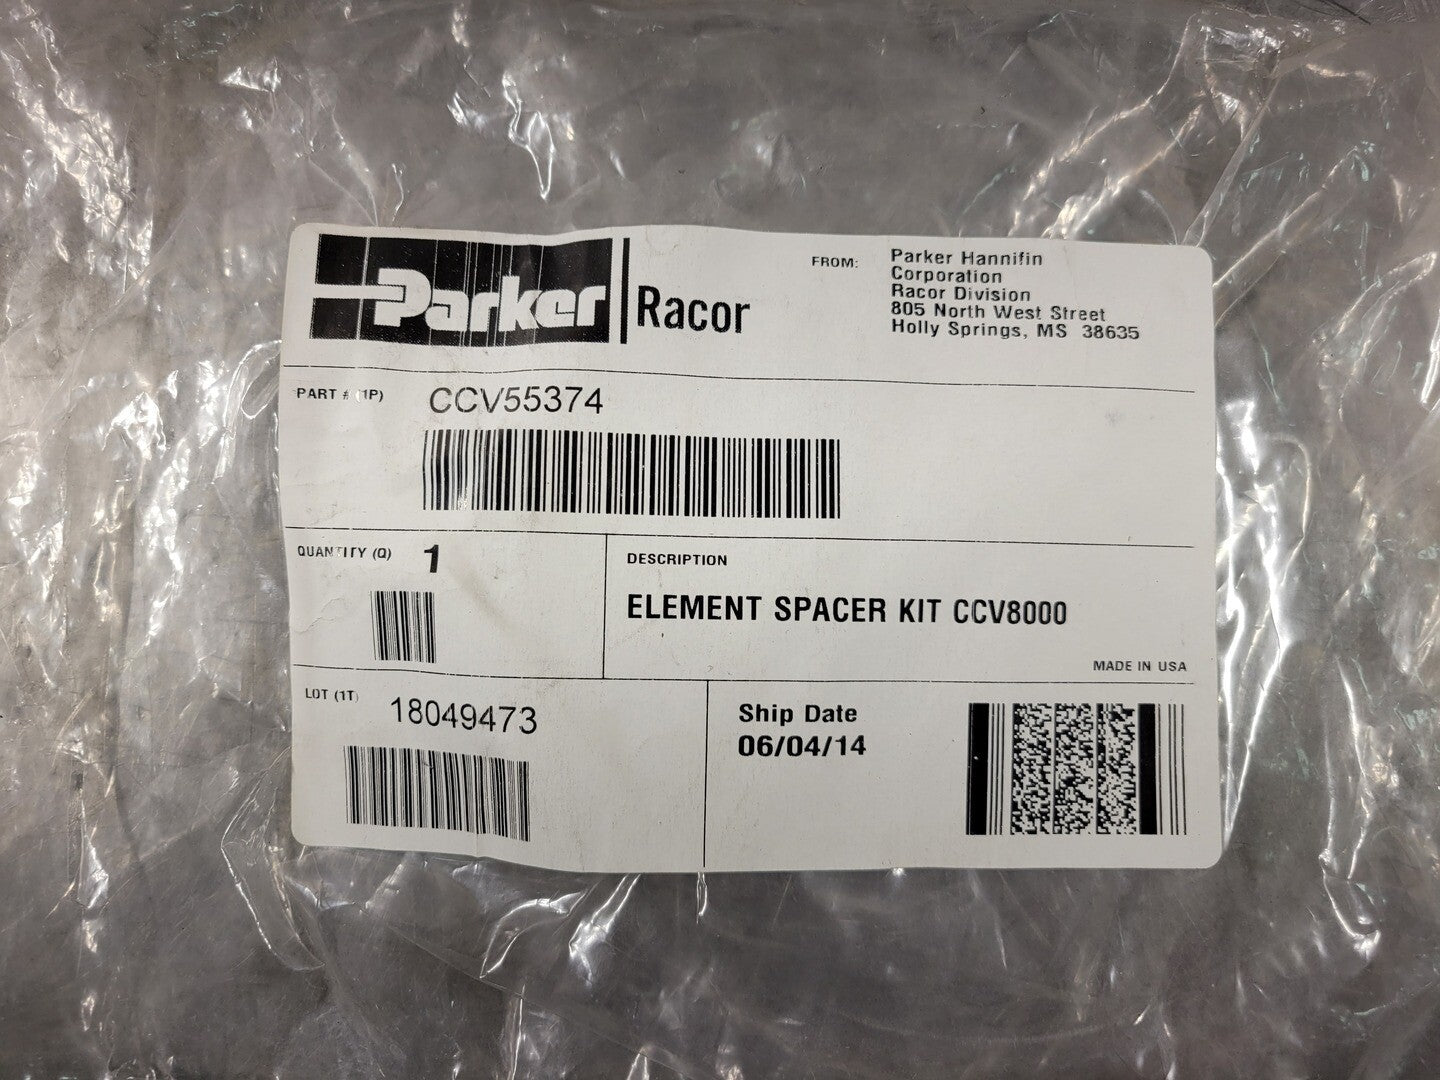 Parker Racor
FROM: Parker Hannifin
Corporation
Racor Division
805 North West Street
Holly Springs, MS 38635
PART # (1P) CCV55374
QUANTITY (Q) 1
DESCRIPTION
ELEMENT SPACER KIT CCV8000
MADE IN USA
LOT (1T) 18049473
Ship Date
06/04/14